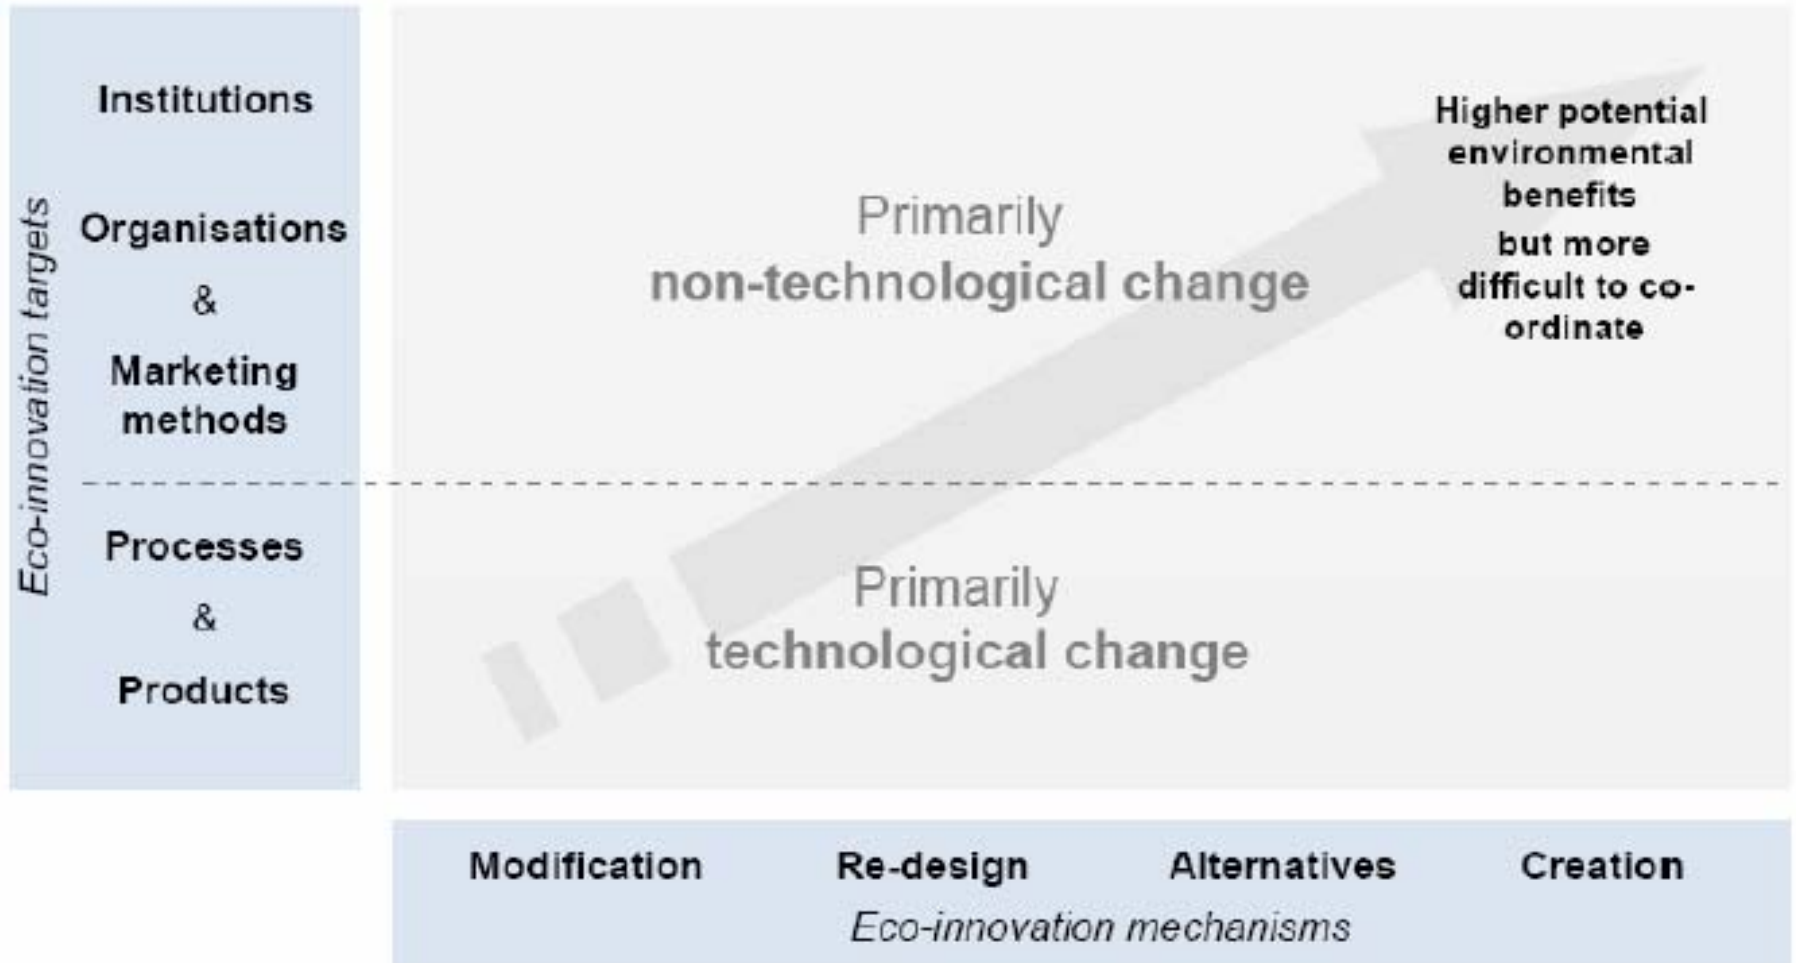 Eco-innovation targets
Institutions
Organisations
&
Marketing
methods
Processes
&
Products
Primarily
non-technological change
Higher potential
environmental
benefits
but more
difficult to co-
ordinate
Primarily
technological change
Modification Re-design Alternatives Creation
Eco-innovation mechanisms